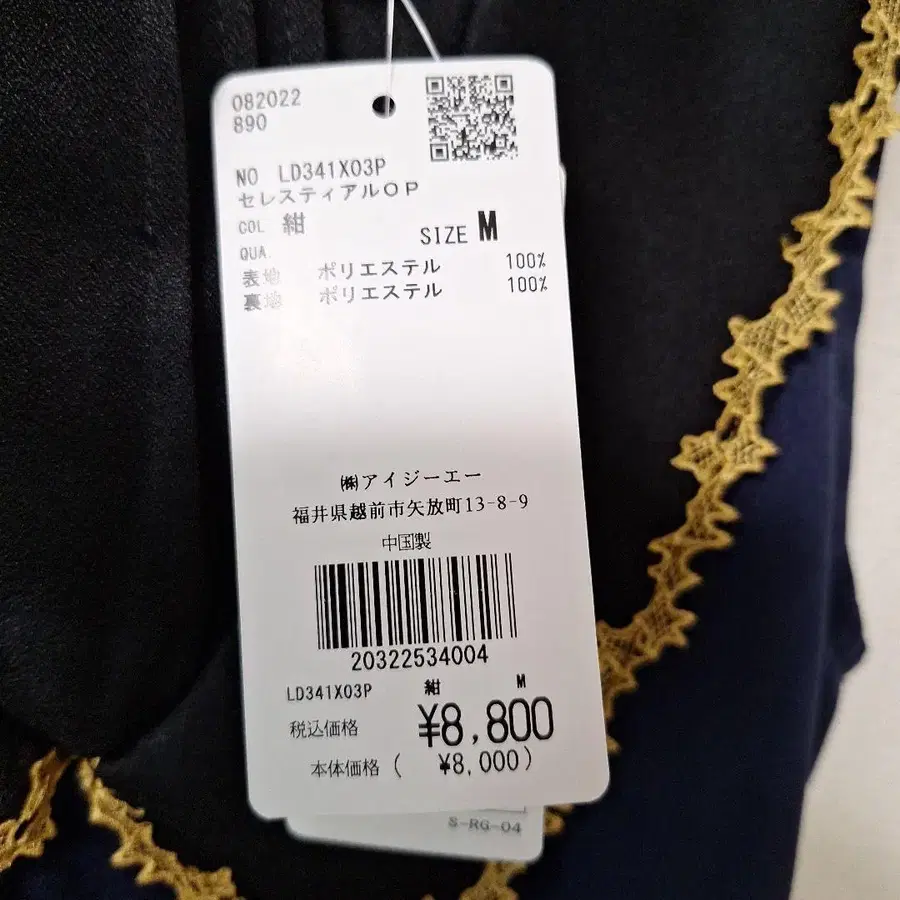 082022
890
NO LD341X03P
セレスティアルOP
COL 紺
SIZE M
QUA.
表地 ポリエステル 100%
裏地 ポリエステル 100%
㈱アイジーエー
福井県越前市矢放町13-8-9
中国製
20322534004
LD341X03P 紺 M
税込価格 ¥8,800
本体価格 ( ¥8,000)
S-RG-04